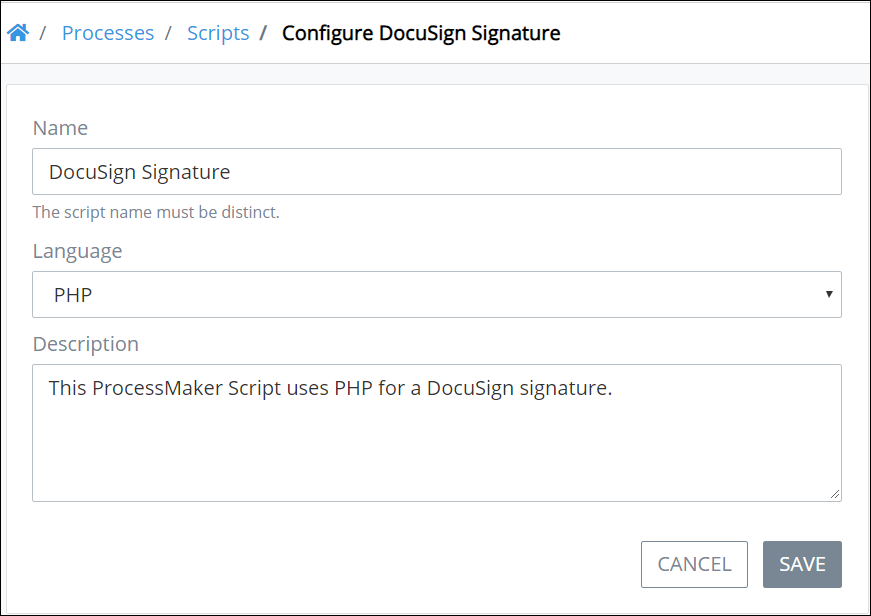 / Processes / Scripts / Configure DocuSign Signature
Name
DocuSign Signature
The script name must be distinct.
Language
PHP
Description
This ProcessMaker Script uses PHP for a DocuSign signature.
CANCEL SAVE